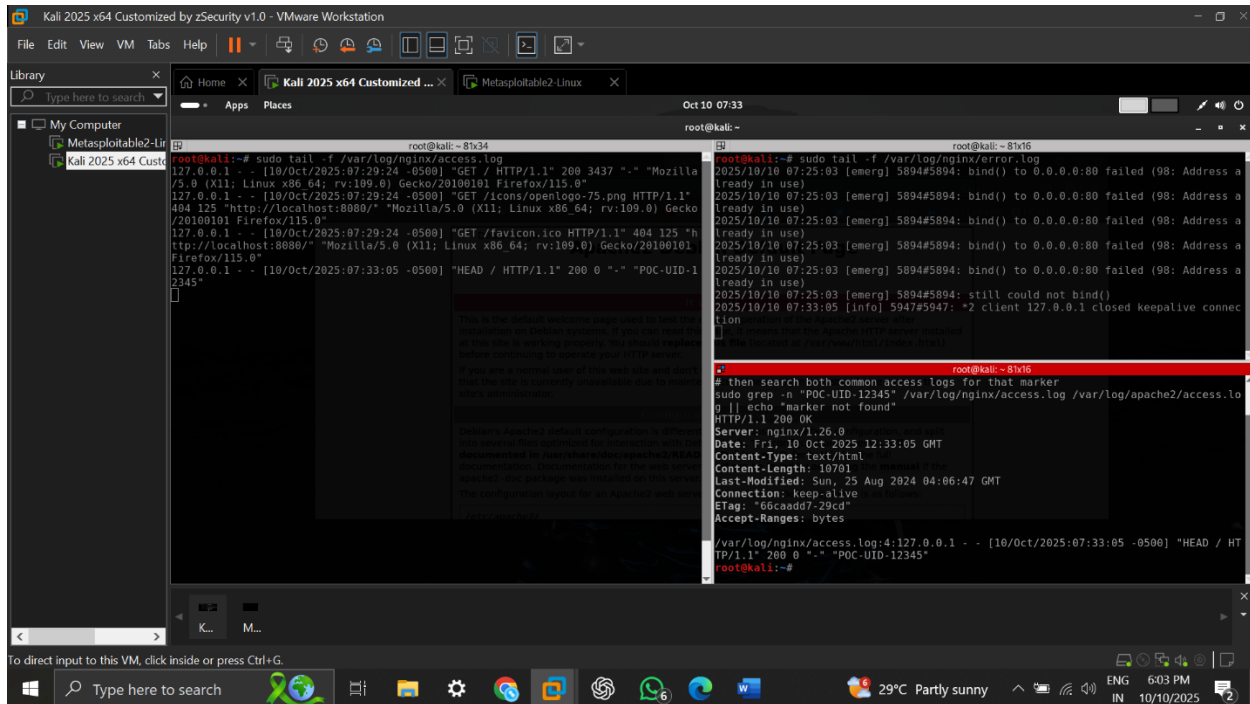 Kali 2025 x64 Customized by zSecurity v1.0 - VMware Workstation
File Edit View VM Tabs Help
Library
Type here to search
My Computer
Metasploitable2-Lir
Kali 2025 x64 Custo
Home
Kali 2025 x64 Customized ...
Metasploitable2-Linux
Apps Places
Oct 10 07:33
root@kali: ~
root@kali: ~ 81x34
root@kali:~# sudo tail -f /var/log/nginx/access.log
127.0.0.1 - - [10/Oct/2025:07:29:24 -0500] "GET / HTTP/1.1" 200 3437 "-" "Mozilla
/5.0 (X11; Linux x86_64; rv:109.0) Gecko/20100101 Firefox/115.0"
127.0.0.1 - - [10/Oct/2025:07:29:24 -0500] "GET /icons/openlogo-75.png HTTP/1.1"
404 125 "http://localhost:8080/" "Mozilla/5.0 (X11; Linux x86_64; rv:109.0) Gecko
/20100101 Firefox/115.0"
127.0.0.1 - - [10/Oct/2025:07:29:24 -0500] "GET /favicon.ico HTTP/1.1" 404 125 "h
ttp://localhost:8080/" "Mozilla/5.0 (X11; Linux x86_64; rv:109.0) Gecko/20100101
Firefox/115.0"
127.0.0.1 - - [10/Oct/2025:07:33:05 -0500] "HEAD / HTTP/1.1" 200 0 "-" "POC-UID-1
2345"
root@kali: ~ 81x16
root@kali:~# sudo tail -f /var/log/nginx/error.log
2025/10/10 07:25:03 [emerg] 5894#5894: bind() to 0.0.0.0:80 failed (98: Address a
lready in use)
2025/10/10 07:25:03 [emerg] 5894#5894: bind() to 0.0.0.0:80 failed (98: Address a
lready in use)
2025/10/10 07:25:03 [emerg] 5894#5894: bind() to 0.0.0.0:80 failed (98: Address a
lready in use)
2025/10/10 07:25:03 [emerg] 5894#5894: bind() to 0.0.0.0:80 failed (98: Address a
lready in use)
2025/10/10 07:25:03 [emerg] 5894#5894: bind() to 0.0.0.0:80 failed (98: Address a
lready in use)
2025/10/10 07:25:03 [emerg] 5894#5894: still could not bind()
2025/10/10 07:33:05 [info] 5947#5947: *2 client 127.0.0.1 closed keepalive connec
tion
root@kali: ~ 81x16
# then search both common access logs for that marker
sudo grep -n "POC-UID-12345" /var/log/nginx/access.log /var/log/apache2/access.lo
g || echo "marker not found"
HTTP/1.1 200 OK
Server: nginx/1.26.0
Date: Fri, 10 Oct 2025 12:33:05 GMT
Content-Type: text/html
Content-Length: 10701
Last-Modified: Sun, 25 Aug 2024 04:06:47 GMT
Connection: keep-alive
ETag: "66caadd7-29cd"
Accept-Ranges: bytes
/var/log/nginx/access.log:4:127.0.0.1 - - [10/Oct/2025:07:33:05 -0500] "HEAD / HT
TP/1.1" 200 0 "-" "POC-UID-12345"
root@kali:~#
K...
M...
To direct input to this VM, click inside or press Ctrl+G.
Type here to search
6
6
29°C Partly sunny
ENG
IN
6:03 PM
10/10/2025
2